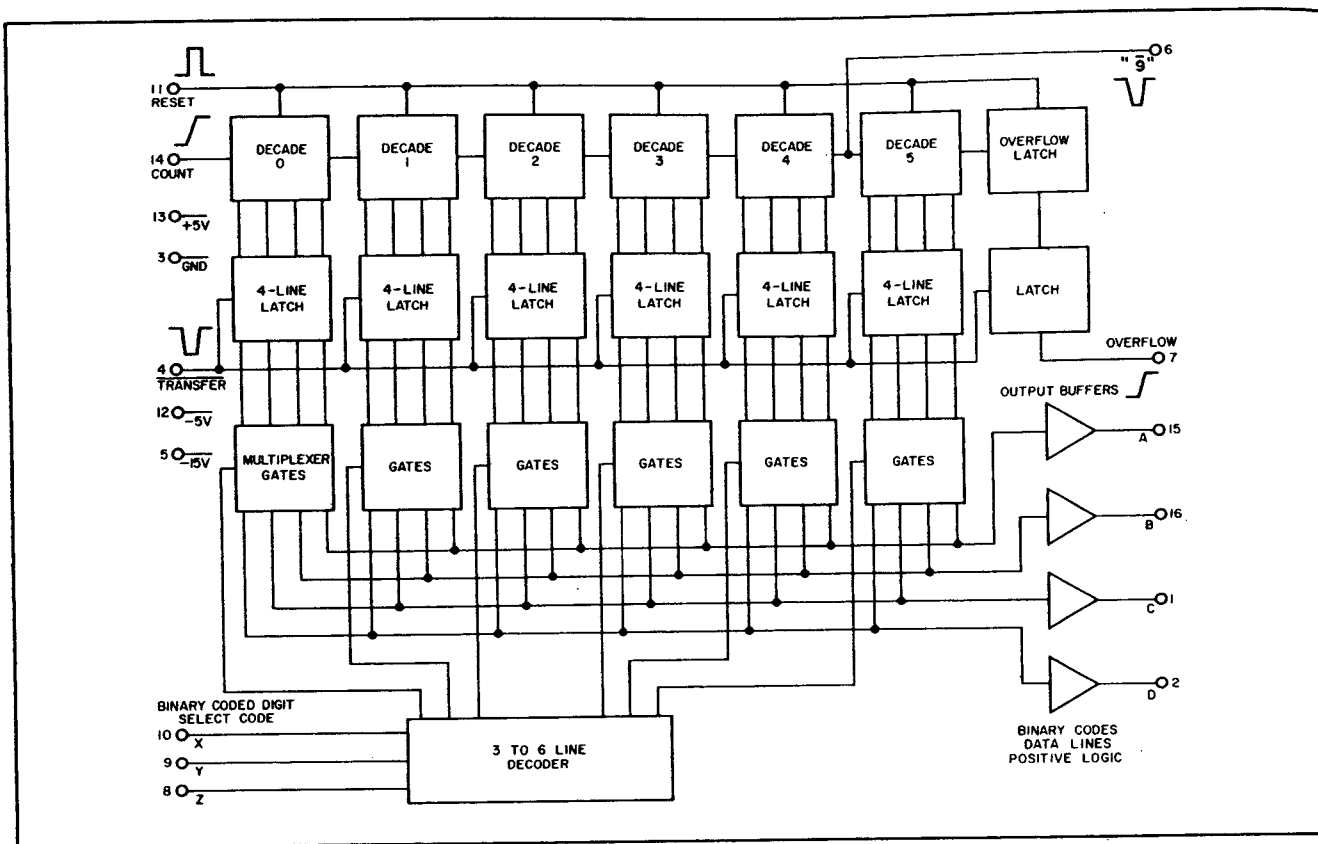 6
" 9̅ "
11
RESET
DECADE 0
DECADE 1
DECADE 2
DECADE 3
DECADE 4
DECADE 5
OVERFLOW LATCH
14
COUNT
13
+5V
3
GND
4-LINE LATCH
4-LINE LATCH
4-LINE LATCH
4-LINE LATCH
4-LINE LATCH
4-LINE LATCH
LATCH
4
TRANSFER
OVERFLOW
7
12
-5V
5
-15V
MULTIPLEXER GATES
GATES
GATES
GATES
GATES
GATES
OUTPUT BUFFERS
A
15
B
16
C
1
D
2
BINARY CODED DIGIT
SELECT CODE
10
X
9
Y
8
Z
3 TO 6 LINE
DECODER
BINARY CODES
DATA LINES
POSITIVE LOGIC